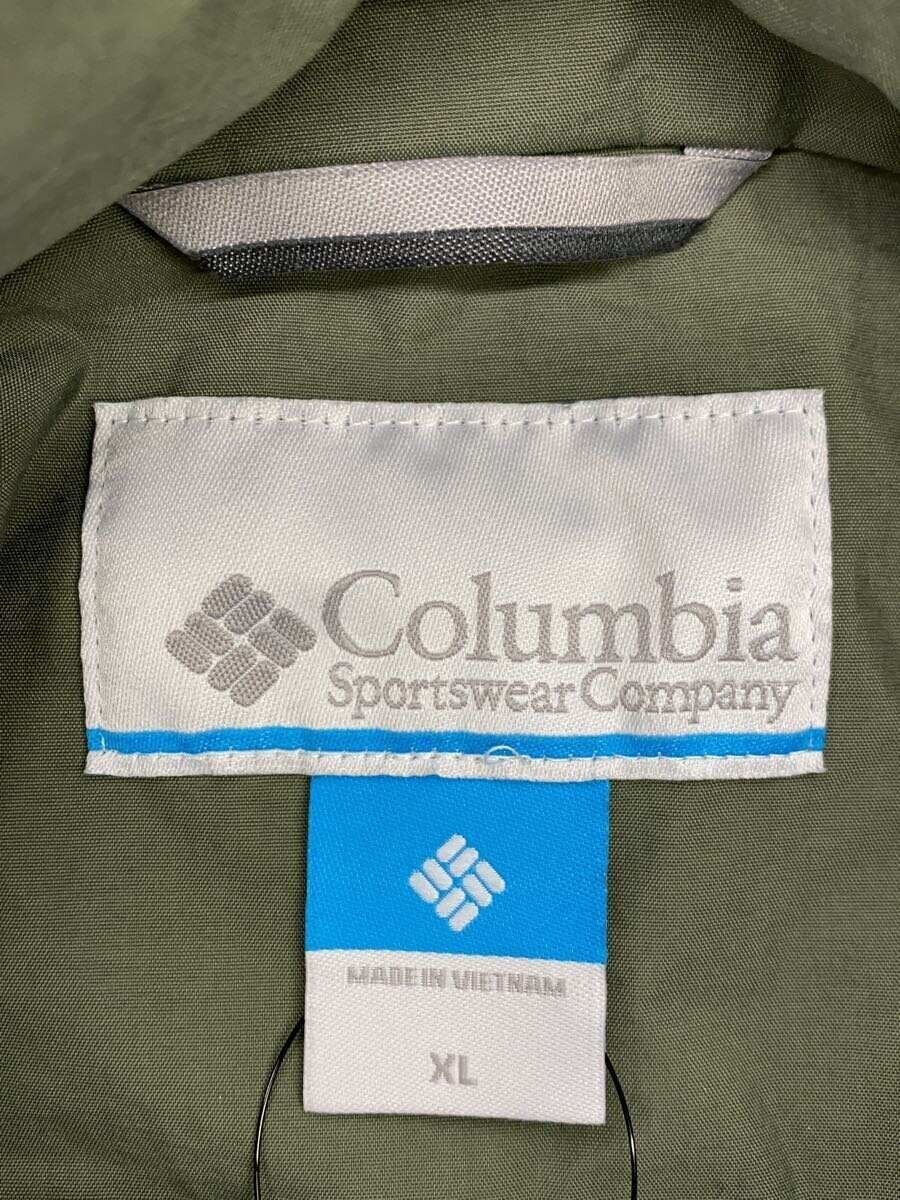 Columbia
Sportswear Company
MADE IN VIETNAM
XL